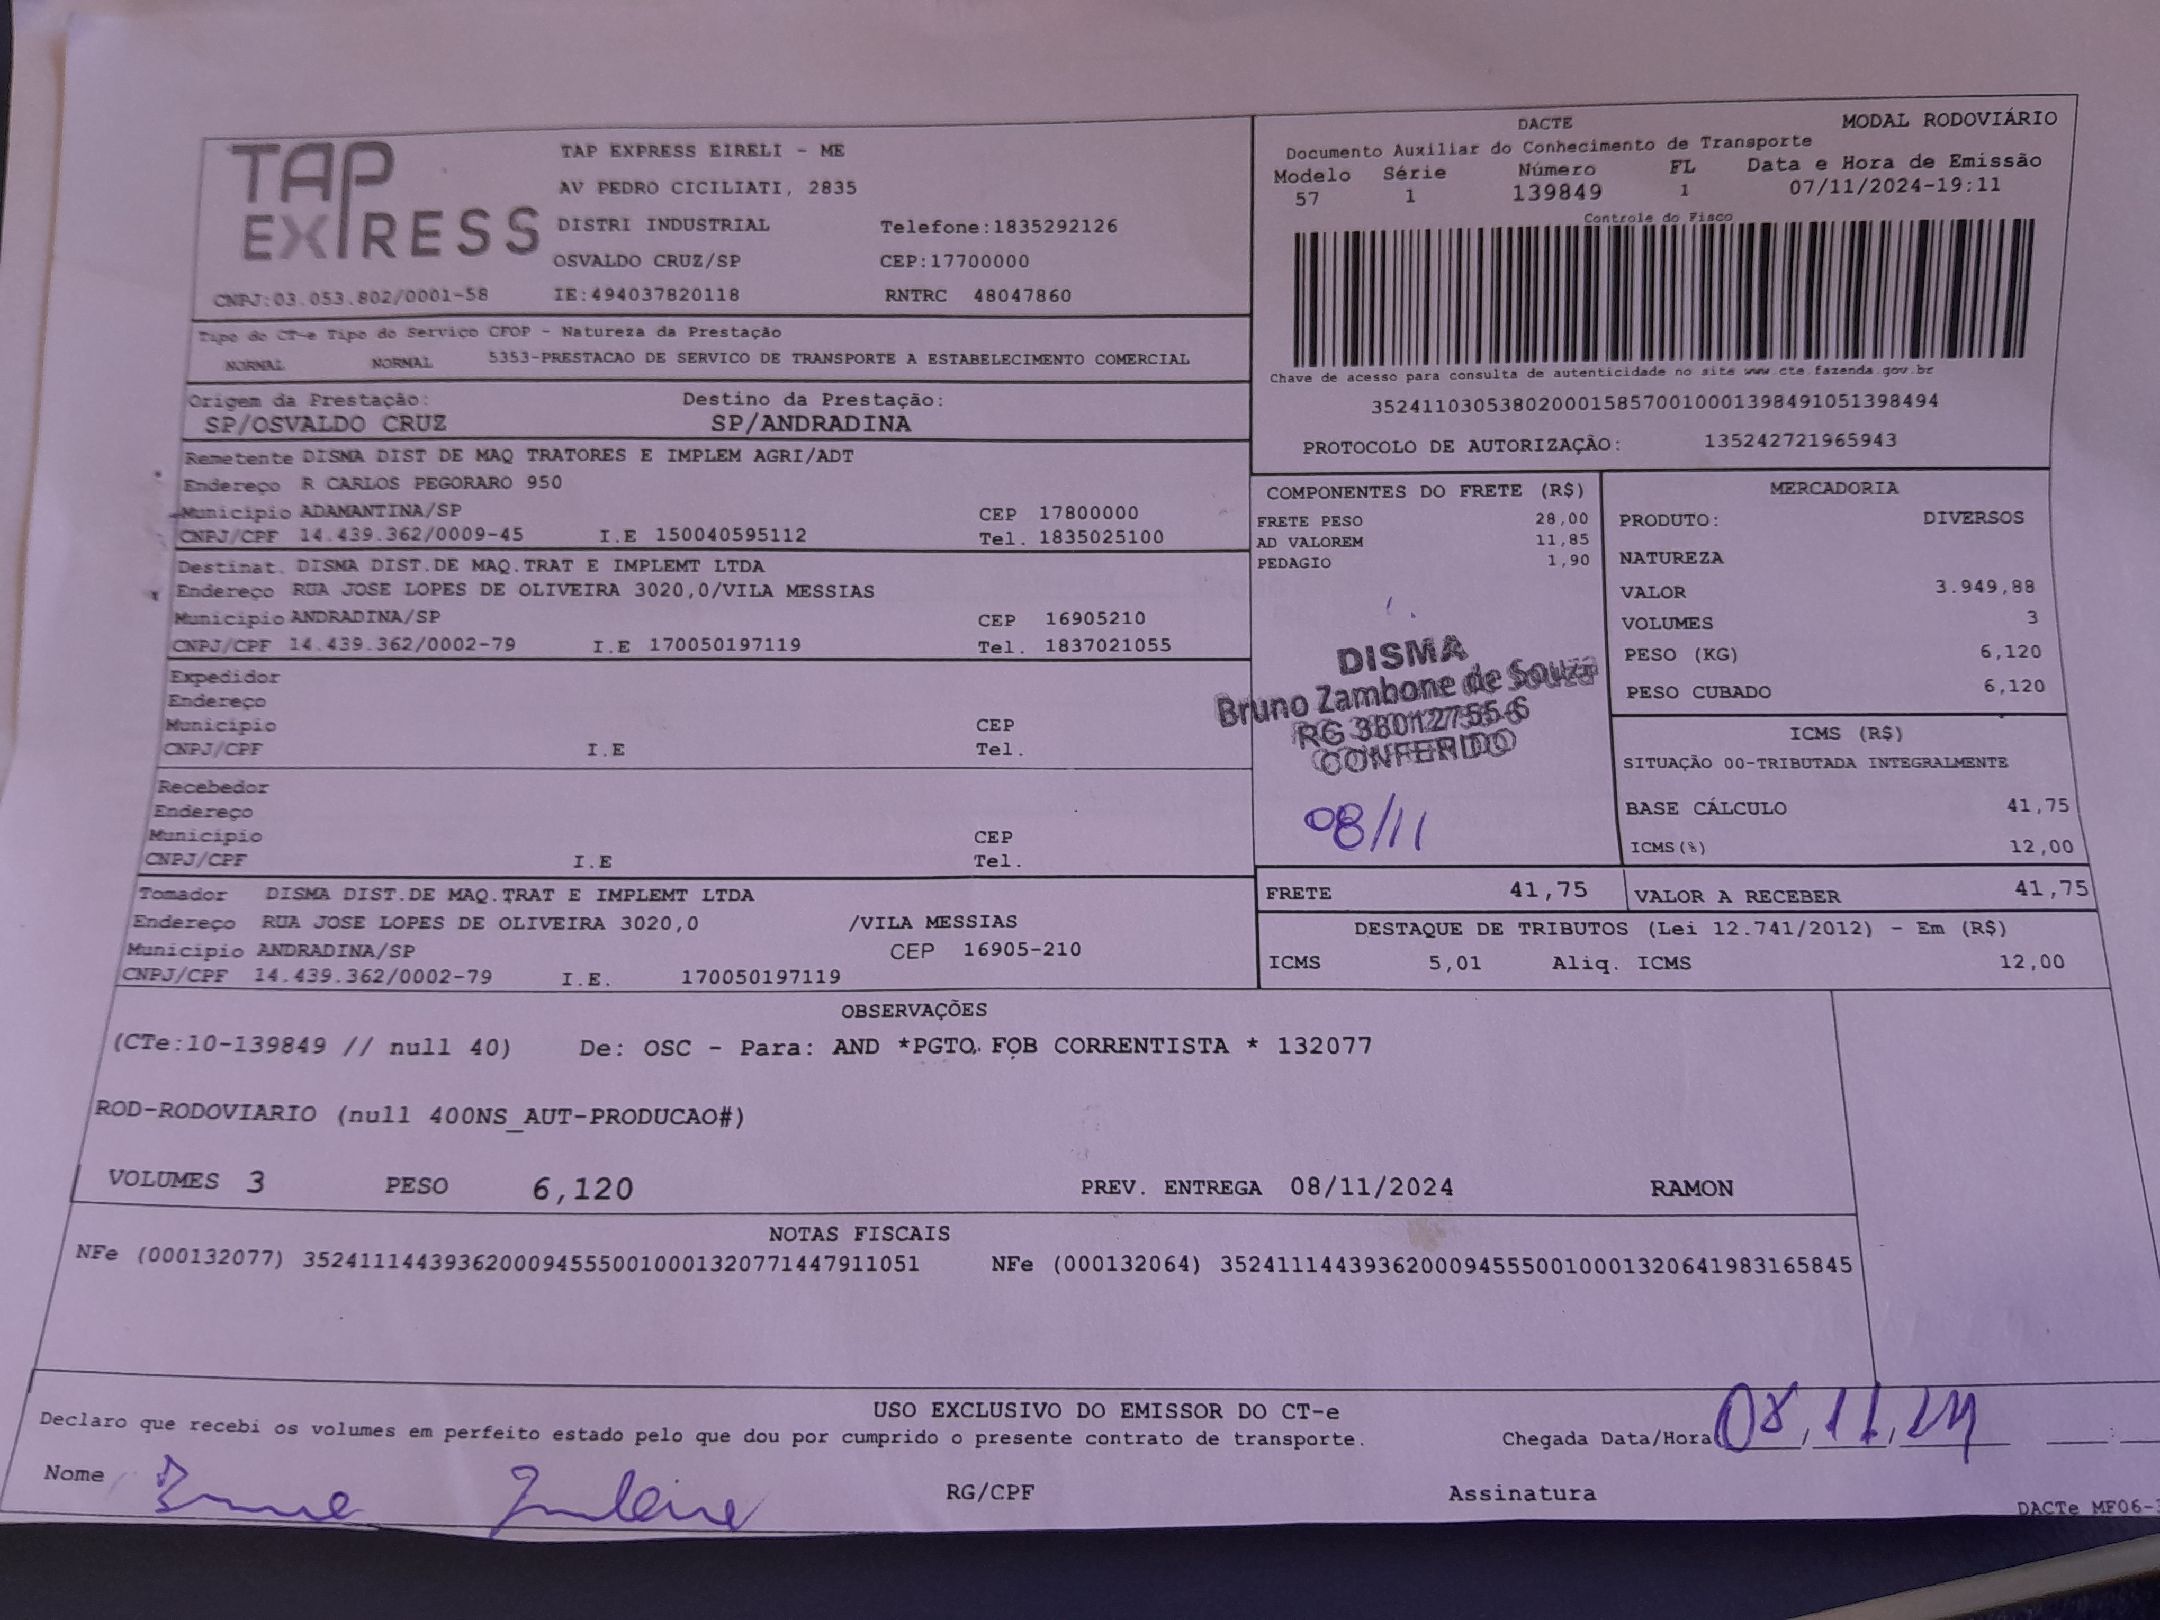 TAP EXPRESS
TAP EXPRESS EIRELI - ME
AV PEDRO CICILIATI, 2835
DISTRI INDUSTRIAL Telefone:1835292126
OSVALDO CRUZ/SP CEP:17700000
CNPJ:03.053.802/0001-58 IE:494037820118 RNTRC 48047860
DACTE MODAL RODOVIÁRIO
Documento Auxiliar do Conhecimento de Transporte
Modelo Série Número FL Data e Hora de Emissão
57 1 139849 1 07/11/2024-19:11
Controle do Fisco
Chave de acesso para consulta de autenticidade no site www.cte.fazenda.gov.br
35241103053802000158570010001398491051398494
PROTOCOLO DE AUTORIZAÇÃO: 135242721965943
Tipo do CT-e Tipo do Serviço CFOP - Natureza da Prestação
NORMAL NORMAL 5353-PRESTACAO DE SERVICO DE TRANSPORTE A ESTABELECIMENTO COMERCIAL
Origem da Prestação: Destino da Prestação:
SP/OSVALDO CRUZ SP/ANDRADINA
Remetente DISMA DIST DE MAQ TRATORES E IMPLEM AGRI/ADT
Endereço R CARLOS PEGORARO 950
Município ADAMANTINA/SP CEP 17800000
CNPJ/CPF 14.439.362/0009-45 I.E 150040595112 Tel. 1835025100
Destinat. DISMA DIST.DE MAQ.TRAT E IMPLEMT LTDA
Endereço RUA JOSE LOPES DE OLIVEIRA 3020,0/VILA MESSIAS
Município ANDRADINA/SP CEP 16905210
CNPJ/CPF 14.439.362/0002-79 I.E 170050197119 Tel. 1837021055
Expedidor
Endereço
Município CEP
CNPJ/CPF I.E Tel.
Recebedor
Endereço
Município CEP
CNPJ/CPF I.E Tel.
Tomador DISMA DIST.DE MAQ.TRAT E IMPLEMT LTDA
Endereço RUA JOSE LOPES DE OLIVEIRA 3020,0 /VILA MESSIAS
Município ANDRADINA/SP CEP 16905-210
CNPJ/CPF 14.439.362/0002-79 I.E. 170050197119
COMPONENTES DO FRETE (R$)
FRETE PESO 28,00
AD VALOREM 11,85
PEDAGIO 1,90
DISMA
Bruno Zambone de Souza
RG 38012755-6
CONFERIDO
08/11
MERCADORIA
PRODUTO: DIVERSOS
NATUREZA
VALOR 3.949,88
VOLUMES 3
PESO (KG) 6,120
PESO CUBADO 6,120
ICMS (R$)
SITUAÇÃO 00-TRIBUTADA INTEGRALMENTE
BASE CÁLCULO 41,75
ICMS(%) 12,00
FRETE 41,75 VALOR A RECEBER 41,75
DESTAQUE DE TRIBUTOS (Lei 12.741/2012) - Em (R$)
ICMS 5,01 Aliq. ICMS 12,00
OBSERVAÇÕES
(CTe:10-139849 // null 40) De: OSC - Para: AND *PGTO. FOB CORRENTISTA * 132077
ROD-RODOVIARIO (null 400NS_AUT-PRODUCAO#)
VOLUMES 3 PESO 6,120 PREV. ENTREGA 08/11/2024 RAMON
NOTAS FISCAIS
NFe (000132077) 35241114439362000945550010001320771447911051 NFe (000132064) 35241114439362000945550010001320641983165845
USO EXCLUSIVO DO EMISSOR DO CT-e
Declaro que recebi os volumes em perfeito estado pelo que dou por cumprido o presente contrato de transporte.
Chegada Data/Hora 08/11/24
Nome RG/CPF Assinatura
DACTe MF06-